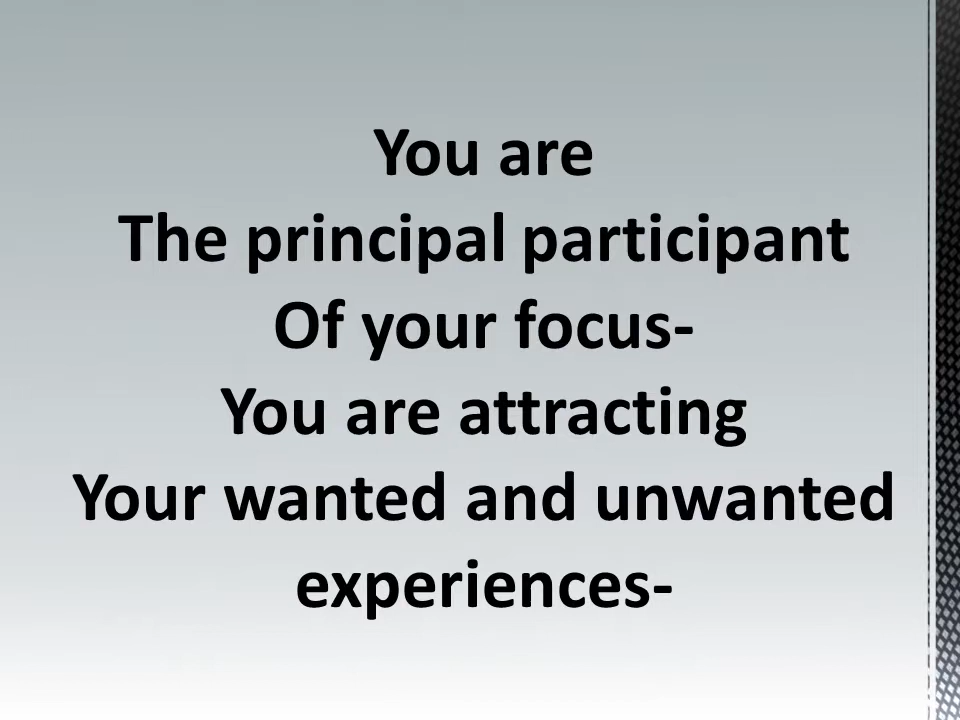 You are
The principal participant
Of your focus-
You are attracting
Your wanted and unwanted
experiences-